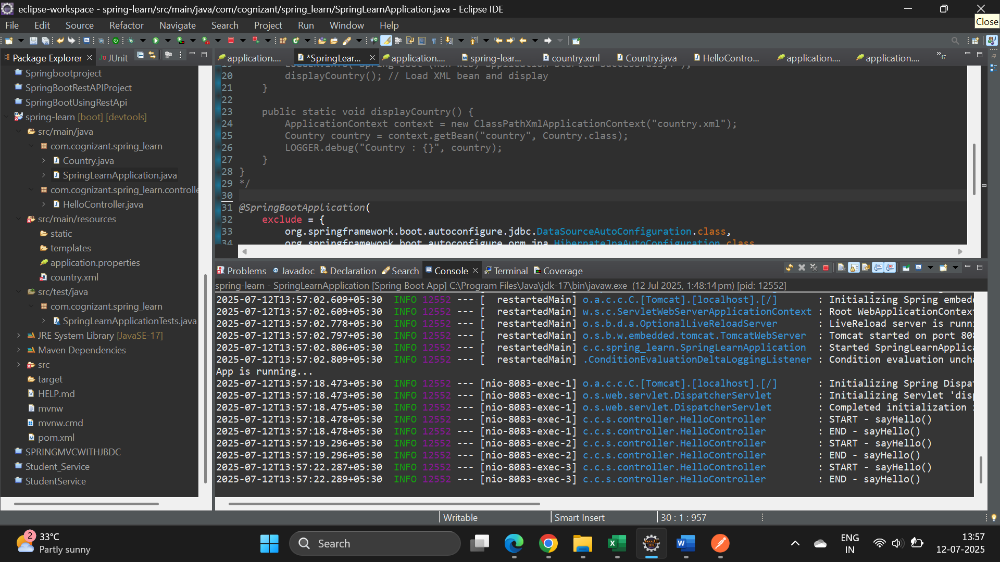 eclipse-workspace - spring-learn/src/main/java/com/cognizant/spring_learn/SpringLearnApplication.java - Eclipse IDE
Close
File Edit Source Refactor Navigate Search Project Run Window Help
Package Explorer
JUnit
Springbootproject
SpringBootRestAPIProject
SpringBootUsingRestApi
spring-learn [boot] [devtools]
src/main/java
com.cognizant.spring_learn
Country.java
SpringLearnApplication.java
com.cognizant.spring_learn.controlle
HelloController.java
src/main/resources
static
templates
application.properties
country.xml
src/test/java
com.cognizant.spring_learn
SpringLearnApplicationTests.java
JRE System Library [JavaSE-17]
Maven Dependencies
src
target
HELP.md
mvnw
mvnw.cmd
pom.xml
SPRINGMVCWITHJBDC
Student_Service
StudentService
application.... *SpringLear... application.... spring-lear... country.xml Country.java HelloContro... application.... application.... »47
20 displayCountry(); // Load XML bean and display
21 }
22
23 public static void displayCountry() {
24 ApplicationContext context = new ClassPathXmlApplicationContext("country.xml");
25 Country country = context.getBean("country", Country.class);
26 LOGGER.debug("Country : {}", country);
27 }
28 }
29 */
30
31 @SpringBootApplication(
32 exclude = {
33 org.springframework.boot.autoconfigure.jdbc.DataSourceAutoConfiguration.class,
34 org.springframework.boot.autoconfigure.orm.jpa.HibernateJpaAutoConfiguration.class
Problems Javadoc Declaration Search Console Terminal Coverage
spring-learn - SpringLearnApplication [Spring Boot App] C:\Program Files\Java\jdk-17\bin\javaw.exe (12 Jul 2025, 1:48:14 pm) [pid: 12552]
2025-07-12T13:57:02.609+05:30 INFO 12552 --- [ restartedMain] o.a.c.c.C.[Tomcat].[localhost].[/] : Initializing Spring embed
2025-07-12T13:57:02.609+05:30 INFO 12552 --- [ restartedMain] w.s.c.ServletWebServerApplicationContext : Root WebApplicationContext
2025-07-12T13:57:02.778+05:30 INFO 12552 --- [ restartedMain] o.s.b.d.a.OptionalLiveReloadServer : LiveReload server is runni
2025-07-12T13:57:02.797+05:30 INFO 12552 --- [ restartedMain] o.s.b.w.embedded.tomcat.TomcatWebServer : Tomcat started on port 808
2025-07-12T13:57:02.806+05:30 INFO 12552 --- [ restartedMain] c.c.spring_learn.SpringLearnApplication : Started SpringLearnApplica
2025-07-12T13:57:02.809+05:30 INFO 12552 --- [ restartedMain] .ConditionEvaluationDeltaLoggingListener : Condition evaluation uncha
App is running...
2025-07-12T13:57:18.473+05:30 INFO 12552 --- [nio-8083-exec-1] o.a.c.c.C.[Tomcat].[localhost].[/] : Initializing Spring Dispat
2025-07-12T13:57:18.473+05:30 INFO 12552 --- [nio-8083-exec-1] o.s.web.servlet.DispatcherServlet : Initializing Servlet 'disp
2025-07-12T13:57:18.475+05:30 INFO 12552 --- [nio-8083-exec-1] o.s.web.servlet.DispatcherServlet : Completed initialization i
2025-07-12T13:57:18.478+05:30 INFO 12552 --- [nio-8083-exec-1] c.c.s.controller.HelloController : START - sayHello()
2025-07-12T13:57:18.478+05:30 INFO 12552 --- [nio-8083-exec-1] c.c.s.controller.HelloController : END - sayHello()
2025-07-12T13:57:19.296+05:30 INFO 12552 --- [nio-8083-exec-2] c.c.s.controller.HelloController : START - sayHello()
2025-07-12T13:57:19.296+05:30 INFO 12552 --- [nio-8083-exec-2] c.c.s.controller.HelloController : END - sayHello()
2025-07-12T13:57:22.287+05:30 INFO 12552 --- [nio-8083-exec-3] c.c.s.controller.HelloController : START - sayHello()
2025-07-12T13:57:22.289+05:30 INFO 12552 --- [nio-8083-exec-3] c.c.s.controller.HelloController : END - sayHello()
Writable Smart Insert 30 : 1 : 957
2
33°C
Partly sunny
Search
ENG
IN
13:57
12-07-2025